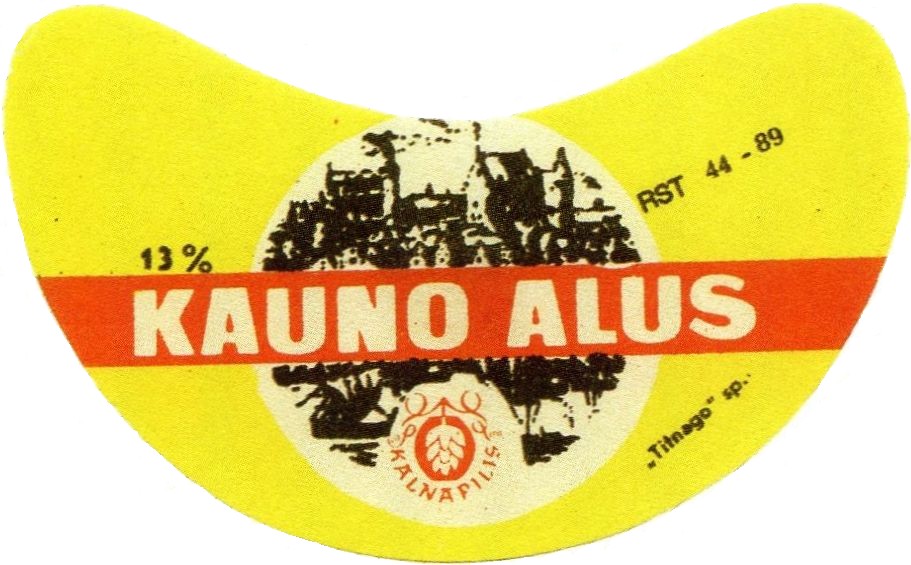 RST 44 - 89
13 %
KAUNO ALUS
„Titnago" sp.
KALNAPILIS